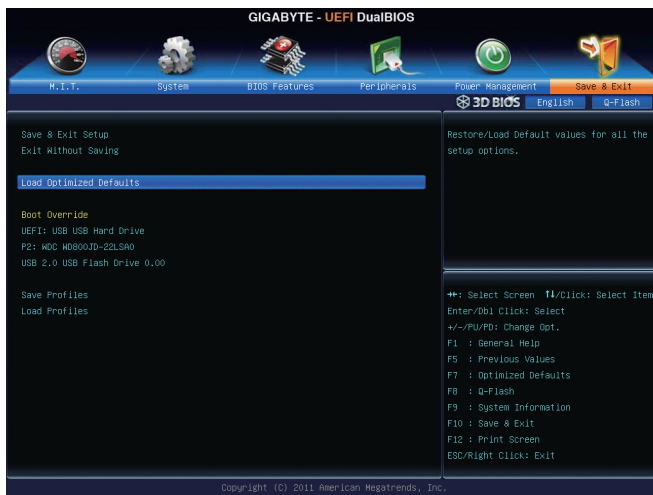 GIGABYTE - UEFI DualBIOS
M.I.T. System BIOS Features Peripherals Power Management Save & Exit
3D BIOS English Q-Flash
Save & Exit Setup
Exit Without Saving
Load Optimized Defaults
Boot Override
UEFI: USB USB Hard Drive
P2: WDC WD800JD-22LSA0
USB 2.0 USB Flash Drive 0.00
Save Profiles
Load Profiles
Restore/Load Default values for all the
setup options.
→←: Select Screen ↑↓/Click: Select Item
Enter/Dbl Click: Select
+/-/PU/PD: Change Opt.
F1 : General Help
F5 : Previous Values
F7 : Optimized Defaults
F8 : Q-Flash
F9 : System Information
F10 : Save & Exit
F12 : Print Screen
ESC/Right Click: Exit
Copyright (C) 2011 American Megatrends, Inc.